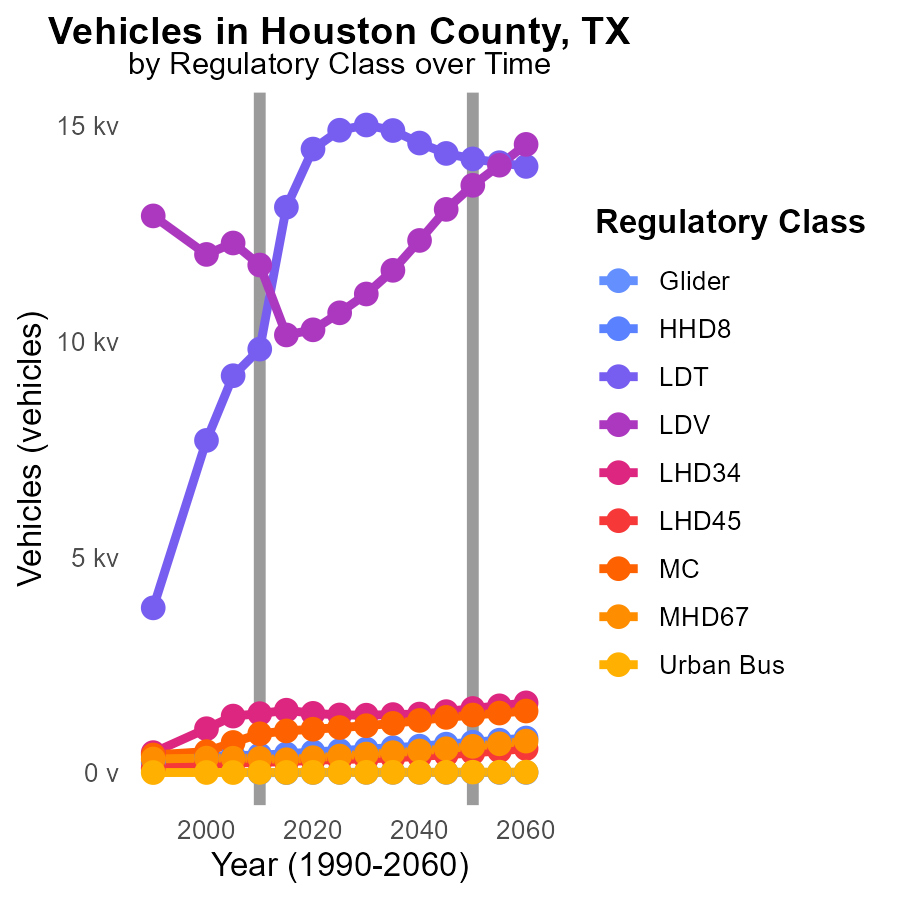 Vehicles in Houston County, TX
by Regulatory Class over Time
15 kv
10 kv
5 kv
0 v
Vehicles (vehicles)
2000 2020 2040 2060
Year (1990-2060)
Regulatory Class
Glider
HHD8
LDT
LDV
LHD34
LHD45
MC
MHD67
Urban Bus